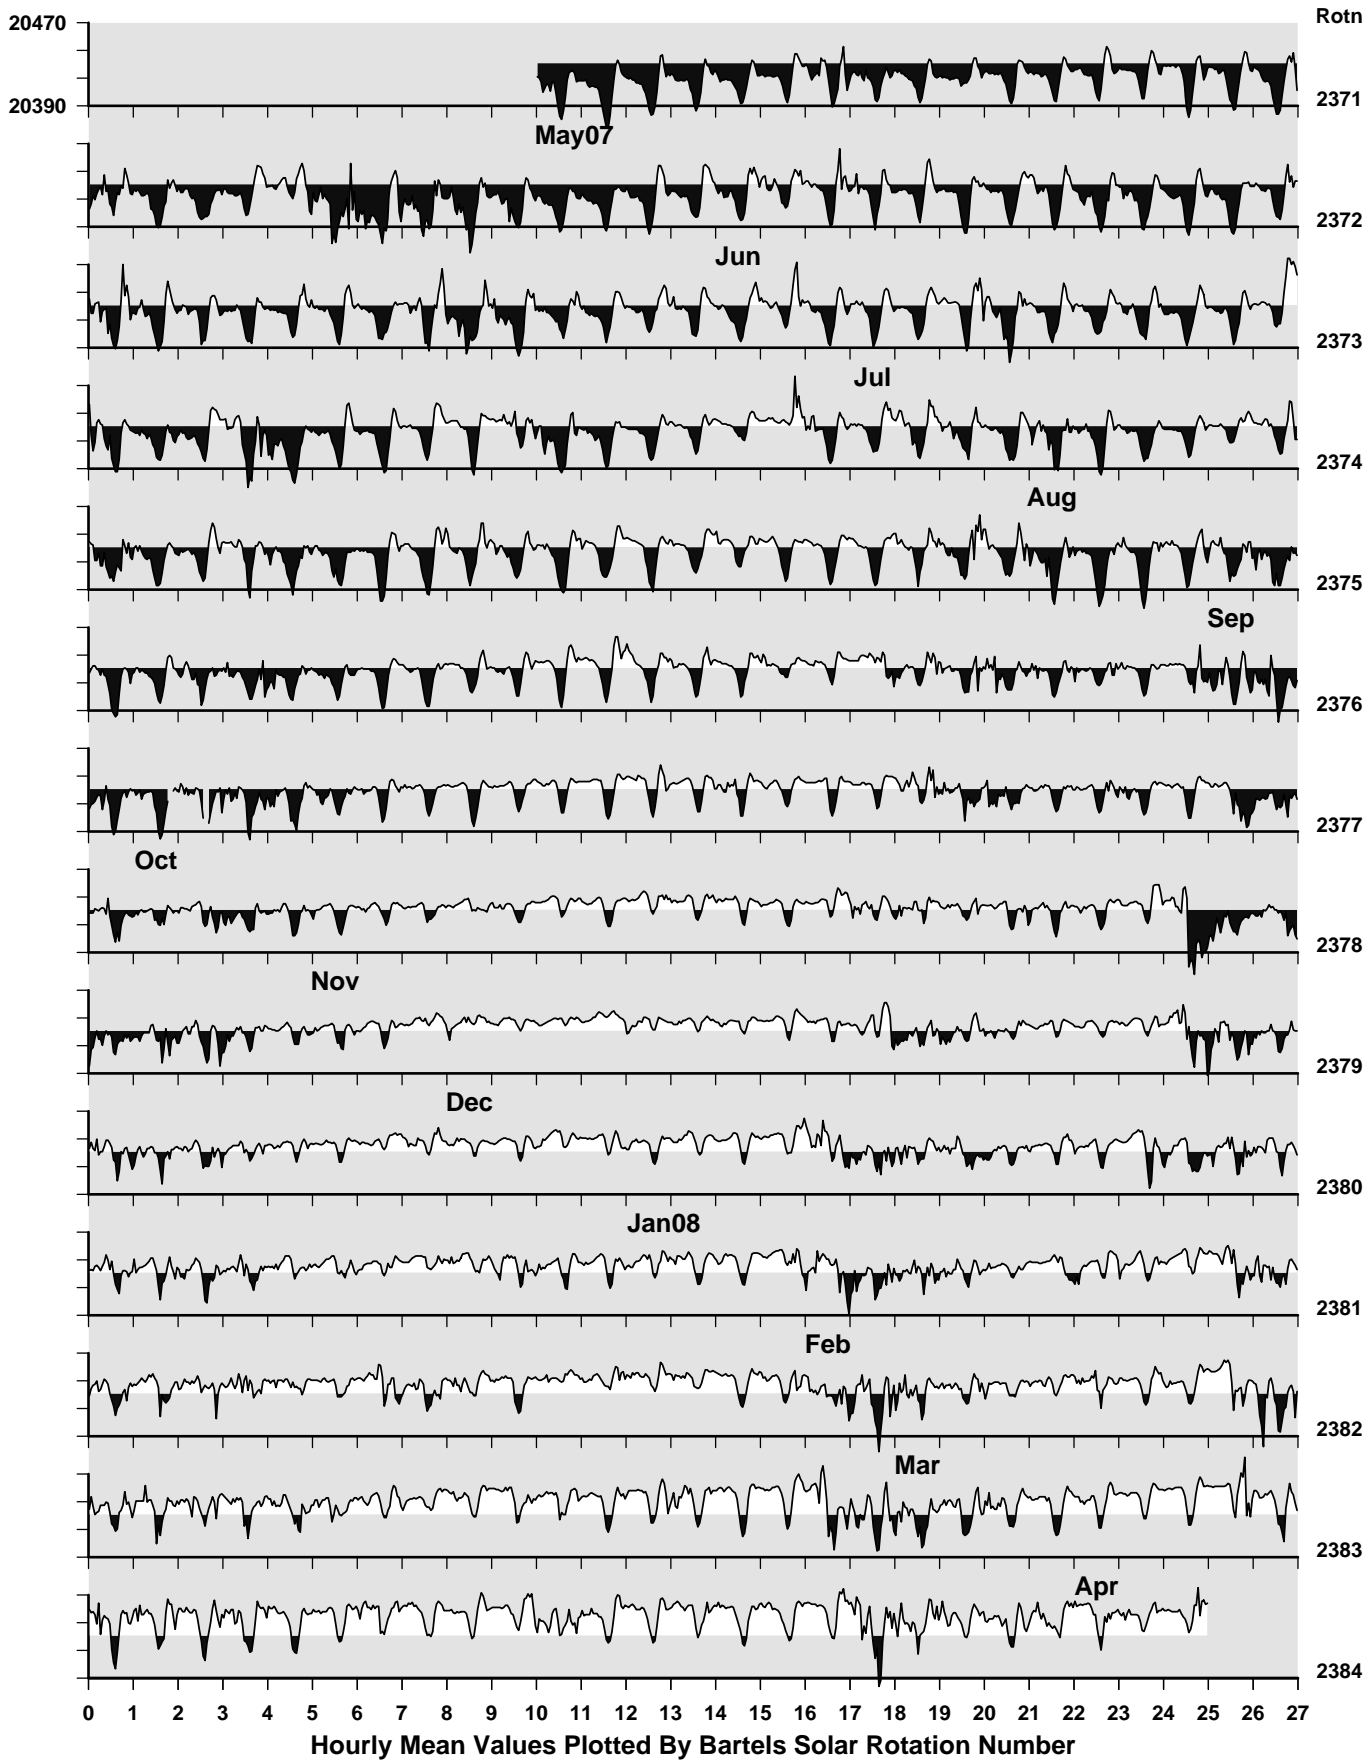 20470 Rotn
20390 2371
May07
2372
Jun
2373
Jul
2374
Aug
2375
Sep
2376
2377
Oct
2378
Nov
2379
Dec
2380
Jan08
2381
Feb
2382
Mar
2383
Apr
2384
0 1 2 3 4 5 6 7 8 9 10 11 12 13 14 15 16 17 18 19 20 21 22 23 24 25 26 27
Hourly Mean Values Plotted By Bartels Solar Rotation Number